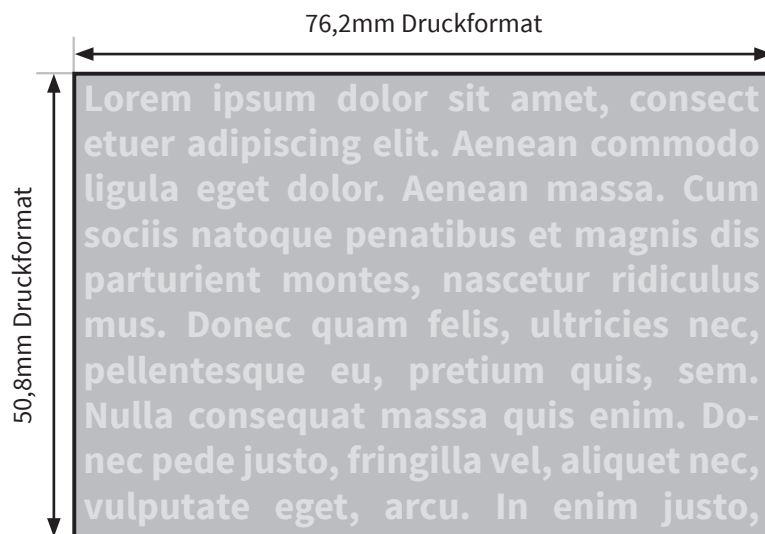 76,2mm Druckformat
50,8mm Druckformat
Lorem ipsum dolor sit amet, consect
etuer adipiscing elit. Aenean commodo
ligula eget dolor. Aenean massa. Cum
sociis natoque penatibus et magnis dis
parturient montes, nascetur ridiculus
mus. Donec quam felis, ultricies nec,
pellentesque eu, pretium quis, sem.
Nulla consequat massa quis enim. Do-
nec pede justo, fringilla vel, aliquet nec,
vulputate eget, arcu. In enim justo,